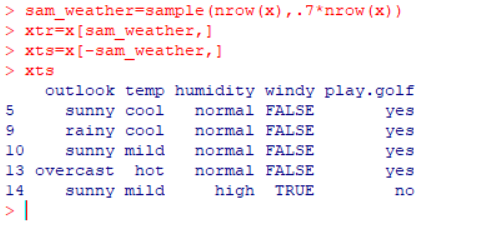 > sam_weather=sample(nrow(x),.7*nrow(x))
> xtr=x[sam_weather,]
> xts=x[-sam_weather,]
> xts
    outlook temp humidity windy play.golf
5     sunny cool   normal FALSE       yes
9     rainy cool   normal FALSE       yes
10    sunny mild   normal FALSE       yes
13 overcast  hot   normal FALSE       yes
14    sunny mild     high  TRUE        no
>